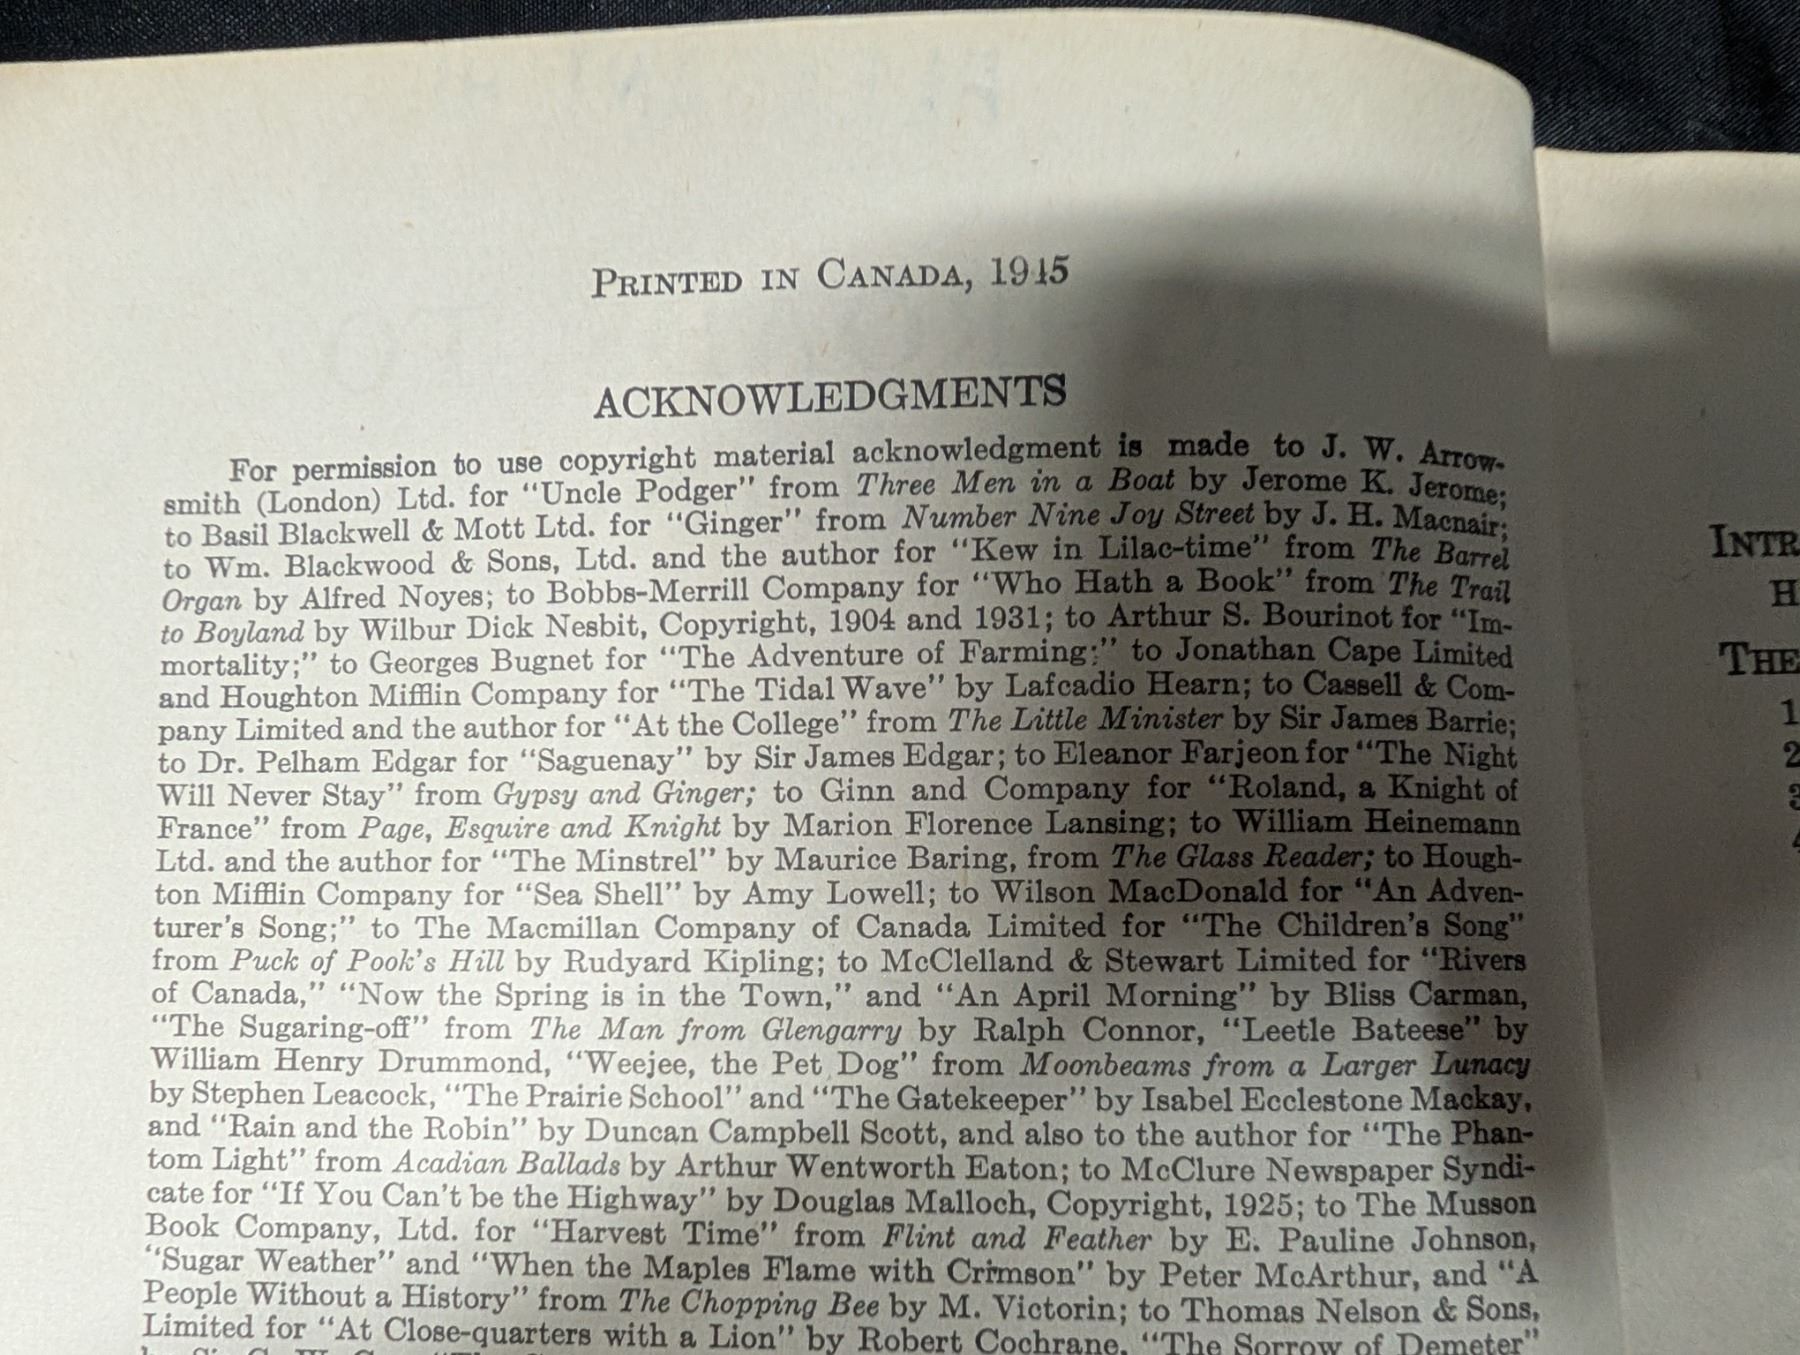 PRINTED IN CANADA, 1945
ACKNOWLEDGMENTS
For permission to use copyright material acknowledgment is made to J. W. Arrow-
smith (London) Ltd. for “Uncle Podger” from Three Men in a Boat by Jerome K. Jerome;
to Basil Blackwell & Mott Ltd. for “Ginger” from Number Nine Joy Street by J. H. Macnair;
to Wm. Blackwood & Sons, Ltd. and the author for “Kew in Lilac-time” from The Barrel
Organ by Alfred Noyes; to Bobbs-Merrill Company for “Who Hath a Book” from The Trail
to Boyland by Wilbur Dick Nesbit, Copyright, 1904 and 1931; to Arthur S. Bourinot for “Im-
mortality;” to Georges Bugnet for “The Adventure of Farming;” to Jonathan Cape Limited
and Houghton Mifflin Company for “The Tidal Wave” by Lafcadio Hearn; to Cassell & Com-
pany Limited and the author for “At the College” from The Little Minister by Sir James Barrie;
to Dr. Pelham Edgar for “Saguenay” by Sir James Edgar; to Eleanor Farjeon for “The Night
Will Never Stay” from Gypsy and Ginger; to Ginn and Company for “Roland, a Knight of
France” from Page, Esquire and Knight by Marion Florence Lansing; to William Heinemann
Ltd. and the author for “The Minstrel” by Maurice Baring, from The Glass Reader; to Hough-
ton Mifflin Company for “Sea Shell” by Amy Lowell; to Wilson MacDonald for “An Adven-
turer's Song;” to The Macmillan Company of Canada Limited for “The Children's Song”
from Puck of Pook's Hill by Rudyard Kipling; to McClelland & Stewart Limited for “Rivers
of Canada,” “Now the Spring is in the Town,” and “An April Morning” by Bliss Carman,
“The Sugaring-off” from The Man from Glengarry by Ralph Connor, “Leetle Bateese” by
William Henry Drummond, “Weejee, the Pet Dog” from Moonbeams from a Larger Lunacy
by Stephen Leacock, “The Prairie School” and “The Gatekeeper” by Isabel Ecclestone Mackay,
and “Rain and the Robin” by Duncan Campbell Scott, and also to the author for “The Phan-
tom Light” from Acadian Ballads by Arthur Wentworth Eaton; to McClure Newspaper Syndi-
cate for “If You Can't be the Highway” by Douglas Malloch, Copyright, 1925; to The Musson
Book Company, Ltd. for “Harvest Time” from Flint and Feather by E. Pauline Johnson,
“Sugar Weather” and “When the Maples Flame with Crimson” by Peter McArthur, and “A
People Without a History” from The Chopping Bee by M. Victorin; to Thomas Nelson & Sons,
Limited for “At Close-quarters with a Lion” by Robert Cochrane, “The Sorrow of Demeter”
INTR
H
THE
1
2
3
4